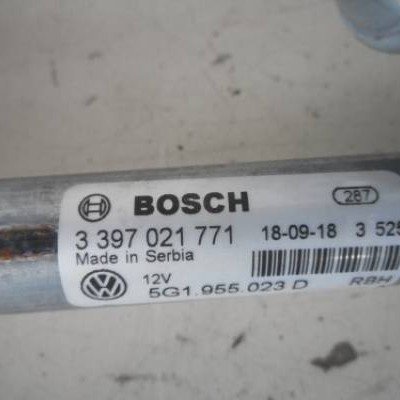 BOSCH 287
3 397 021 771 18-09-18 3 525
Made in Serbia
12V
5G1.955.023 D RBH